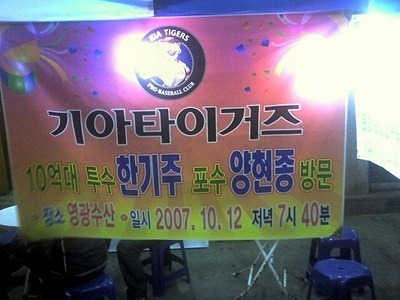 KIA TIGERS
PRO-BASEBALL CLUB
기아타이거즈
10억대 투수 한기주 포수 양현종 방문
- 장소 영광수산 - 일시 2007. 10. 12 저녁 7시 40분